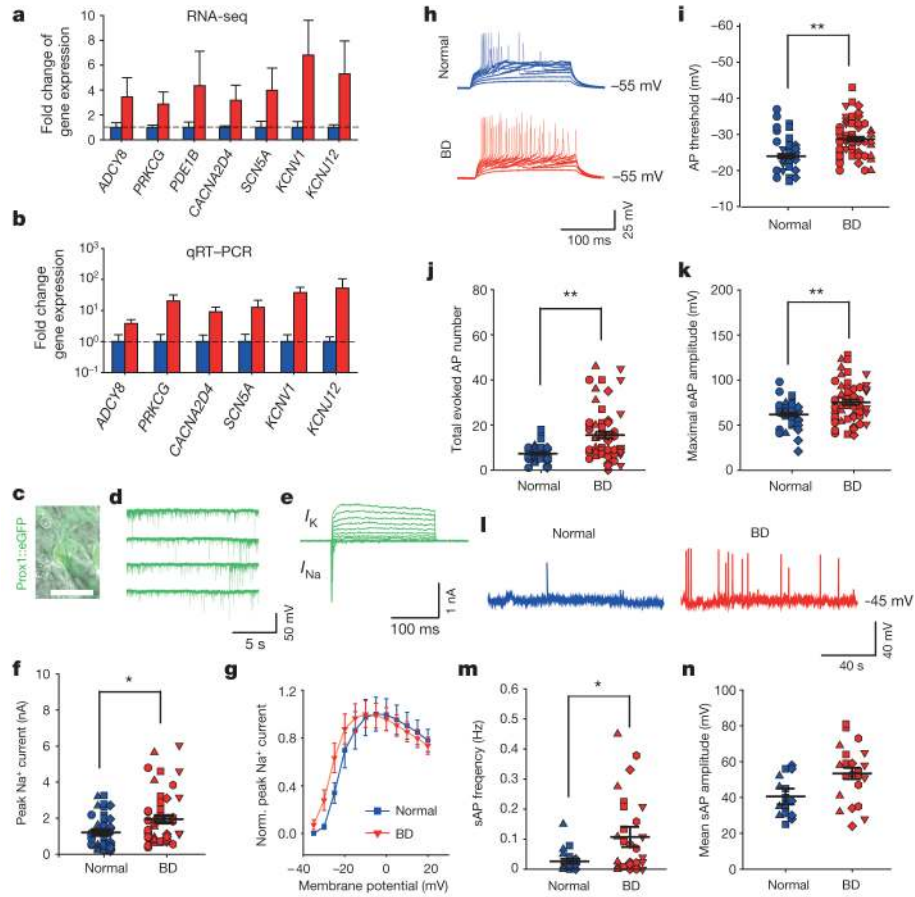 a
RNA-seq
Fold change of
gene expression
10
8
6
4
2
0
ADCY8
PRKCG
PDE1B
CACNA2D4
SCN5A
KCNV1
KCNJ12
b
qRT–PCR
Fold change
gene expression
10³
10²
10¹
10⁰
10⁻¹
ADCY8
PRKCG
CACNA2D4
SCN5A
KCNV1
KCNJ12
c
Prox1::eGFP
d
50 mV
5 s
e
I_K
I_Na
1 nA
100 ms
f
Peak Na⁺ current (nA)
10
8
6
4
2
0
*
Normal
BD
g
Norm. peak Na⁺ current
1.2
0.8
0.4
0.0
−40
−20
0
20
Membrane potential (mV)
Normal
BD
h
Normal
−55 mV
BD
−55 mV
25 mV
100 ms
i
AP threshold (mV)
−60
−50
−40
−30
−20
−10
**
Normal
BD
j
Total evoked AP number
80
60
40
20
0
**
Normal
BD
k
Maximal eAP amplitude (mV)
200
150
100
50
0
**
Normal
BD
l
Normal
BD
-45 mV
40 mV
40 s
m
sAP freqency (Hz)
0.6
0.5
0.4
0.3
0.2
0.1
0
*
Normal
BD
n
Mean sAP amplitude (mV)
100
80
60
40
20
0
Normal
BD